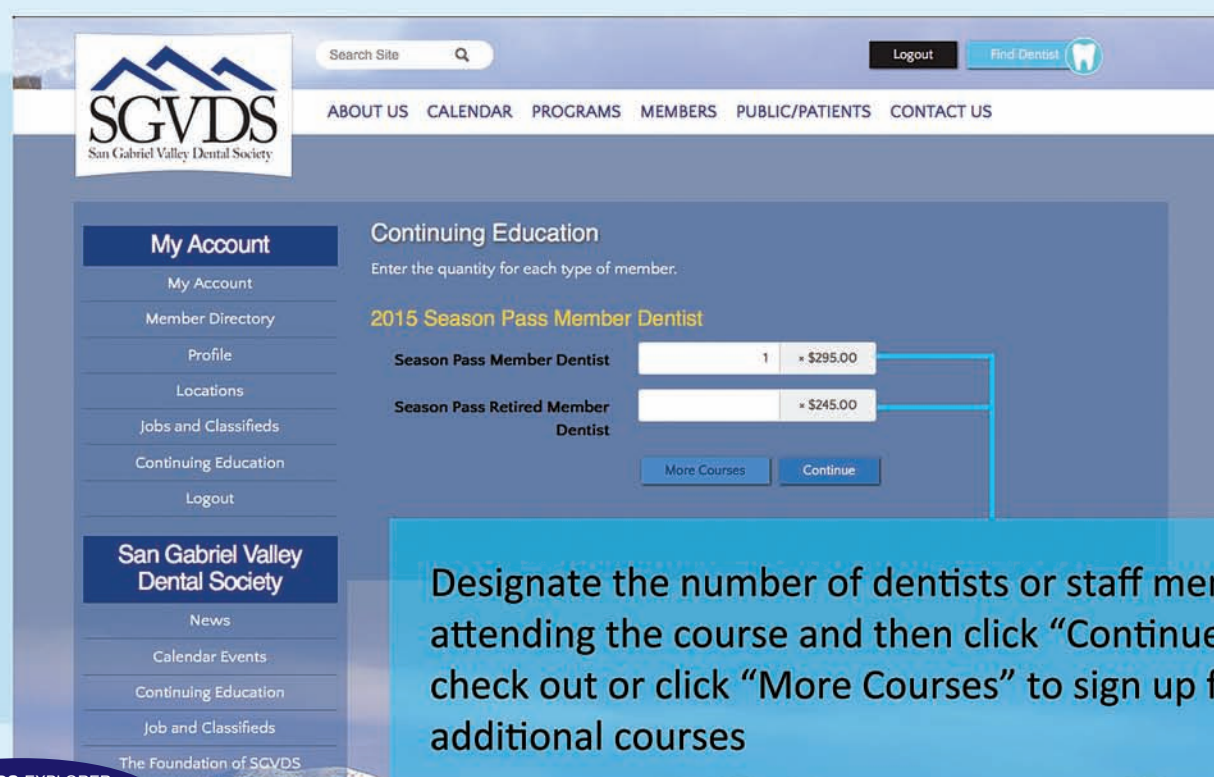 Search Site
Logout
Find Dentist
SGVDS
San Gabriel Valley Dental Society
ABOUT US CALENDAR PROGRAMS MEMBERS PUBLIC/PATIENTS CONTACT US
My Account
My Account
Member Directory
Profile
Locations
Jobs and Classifieds
Continuing Education
Logout
San Gabriel Valley
Dental Society
News
Calendar Events
Continuing Education
Job and Classifieds
The Foundation of SGVDS
Continuing Education
Enter the quantity for each type of member.
2015 Season Pass Member Dentist
Season Pass Member Dentist 1 × $295.00
Season Pass Retired Member × $245.00
Dentist
More Courses Continue
Designate the number of dentists or staff
attending the course and then click “Continue
check out or click “More Courses” to sign up
additional courses
EXPLORER